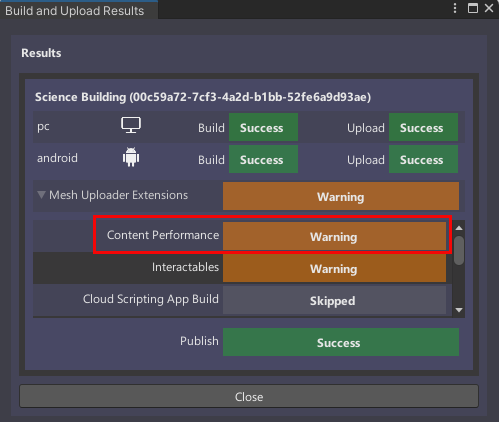 Build and Upload Results
Results
Science Building (00c59a72-7cf3-4a2d-b1bb-52fe6a9d93ae)
pc Build Success Upload Success
android Build Success Upload Success
Mesh Uploader Extensions Warning
Content Performance Warning
Interactables Warning
Cloud Scripting App Build Skipped
Publish Success
Close